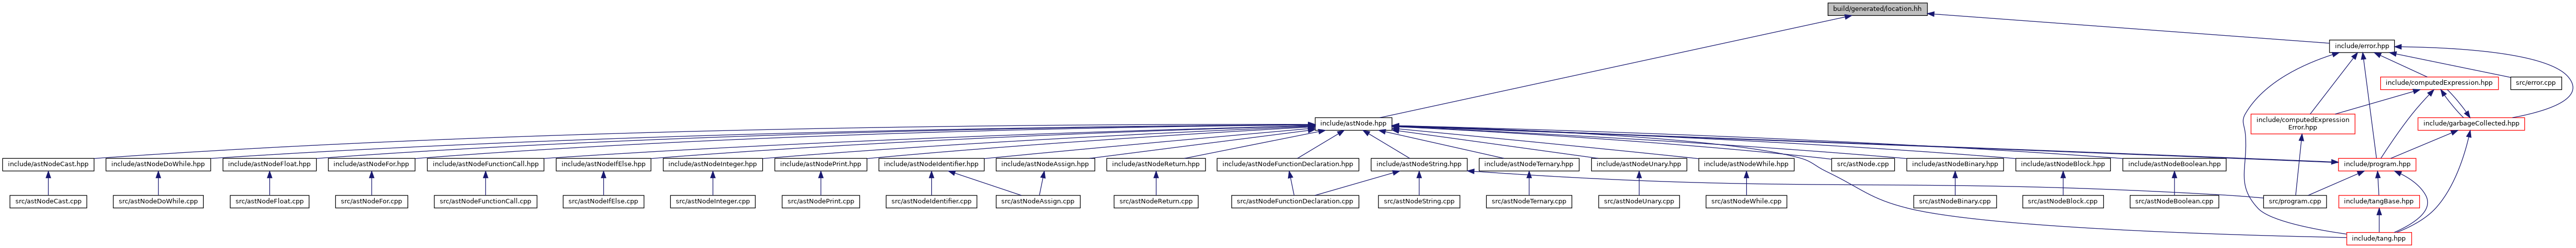 build/generated/location.hh
include/error.hpp
include/computedExpression.hpp
src/error.cpp
include/astNode.hpp
include/computedExpression
Error.hpp
include/garbageCollected.hpp
include/astNodeCast.hpp
include/astNodeDoWhile.hpp
include/astNodeFloat.hpp
include/astNodeFor.hpp
include/astNodeFunctionCall.hpp
include/astNodeIfElse.hpp
include/astNodeInteger.hpp
include/astNodePrint.hpp
include/astNodeIdentifier.hpp
include/astNodeAssign.hpp
include/astNodeReturn.hpp
include/astNodeFunctionDeclaration.hpp
include/astNodeString.hpp
include/astNodeTernary.hpp
include/astNodeUnary.hpp
include/astNodeWhile.hpp
src/astNode.cpp
include/astNodeBinary.hpp
include/astNodeBlock.hpp
include/astNodeBoolean.hpp
include/program.hpp
src/astNodeCast.cpp
src/astNodeDoWhile.cpp
src/astNodeFloat.cpp
src/astNodeFor.cpp
src/astNodeFunctionCall.cpp
src/astNodeIfElse.cpp
src/astNodeInteger.cpp
src/astNodePrint.cpp
src/astNodeIdentifier.cpp
src/astNodeAssign.cpp
src/astNodeReturn.cpp
src/astNodeFunctionDeclaration.cpp
src/astNodeString.cpp
src/astNodeTernary.cpp
src/astNodeUnary.cpp
src/astNodeWhile.cpp
src/astNodeBinary.cpp
src/astNodeBlock.cpp
src/astNodeBoolean.cpp
src/program.cpp
include/tangBase.hpp
include/tang.hpp